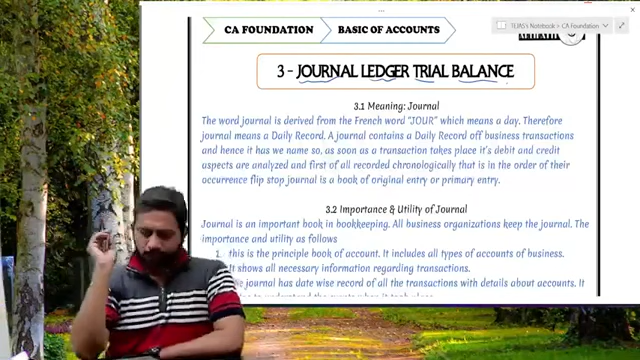 TEJAS's Notebook > CA Foundation
CA FOUNDATION
BASIC OF ACCOUNTS
3 - JOURNAL LEDGER TRIAL BALANCE
3.1 Meaning: Journal
The word journal is derived from the French word "JOUR" which means a day. Therefore
journal means a Daily Record. A journal contains a Daily Record off business transactions
and hence it has we name so, as soon as a transaction takes place it's debit and credit
aspects are analyzed and first of all recorded chronologically that is in the order of their
occurrence flip stop journal is a book of original entry or primary entry.
3.2 Importance & Utility of Journal
Journal is an important book in bookkeeping. All business organizations keep the journal. The
importance and utility as follows
1. this is the principle book of account. It includes all types of accounts of business.
It shows all necessary information regarding transactions.
journal has date wise record of all the transactions with details about accounts. It